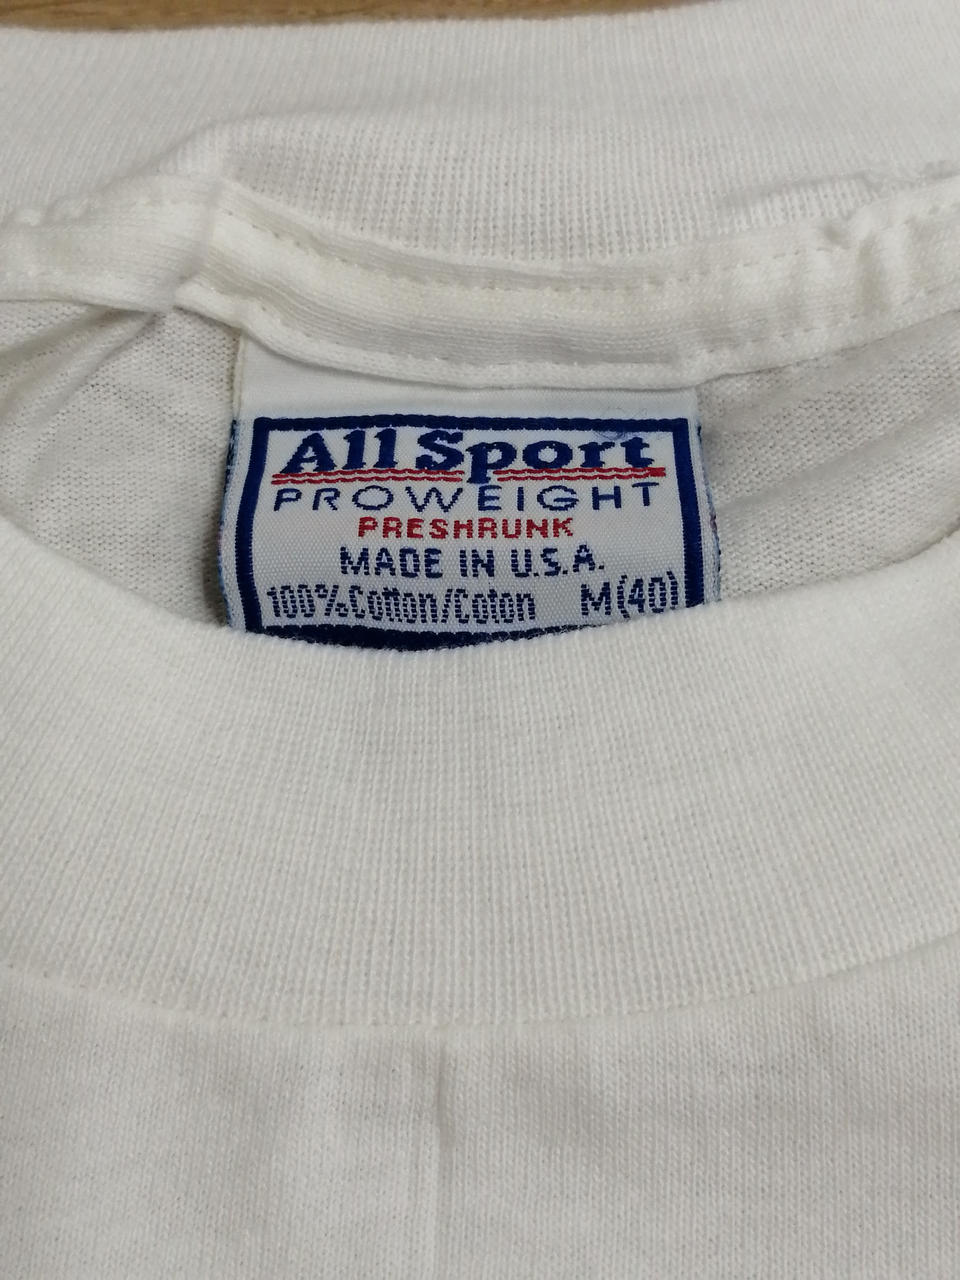 All Sport
PROWEIGHT
PRESHRUNK
MADE IN U.S.A.
100% Cotton/Coton M(40)